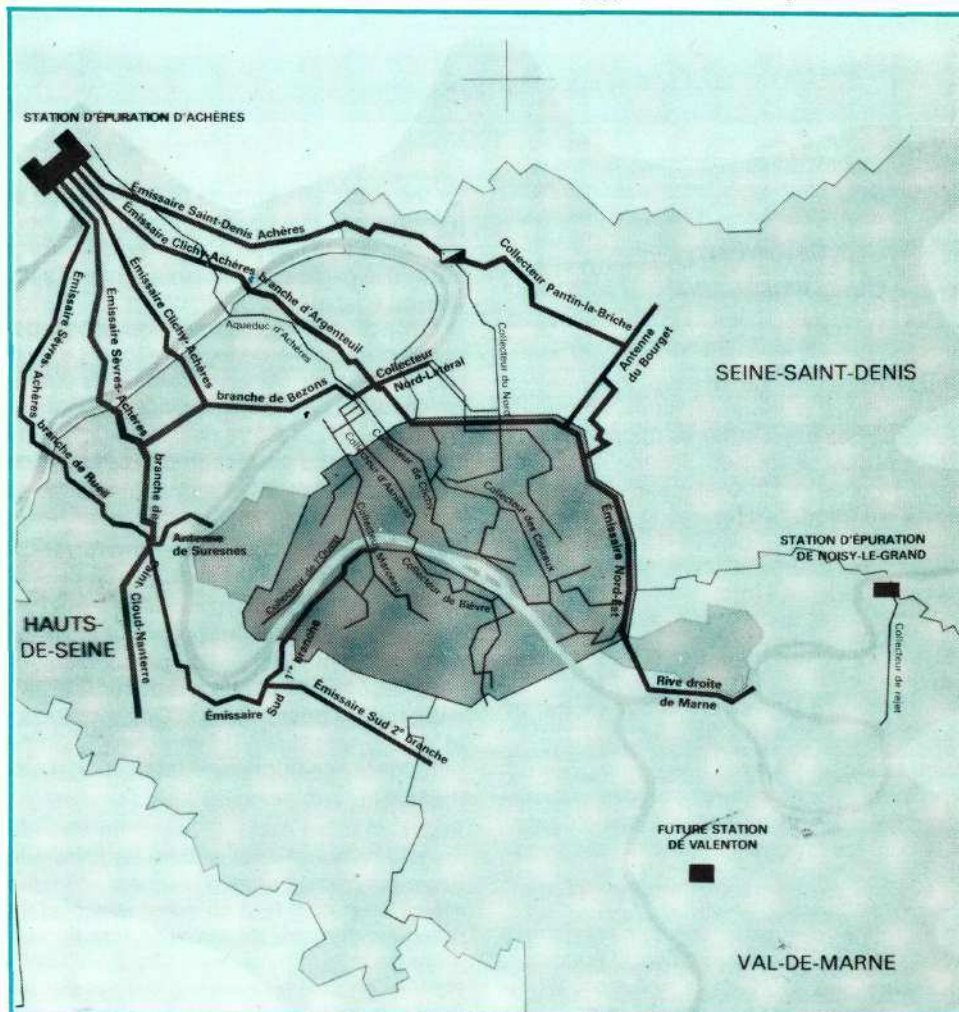 STATION D'ÉPURATION D'ACHÈRES
Émissaire Saint-Denis Achères
Émissaire Clichy-Achères branche d'Argenteuil
Collecteur Pantin-la-Briche
Émissaire Clichy-Achères
branche de Bezons
Émissaire Sèvres-Achères
branche de Rueil
Émissaire Sèvres-Achères
branche de Saint-Cloud-Nanterre
Aqueduc d'Achères
Collecteur
Nord-Litéral
Collecteur du Nord
Antenne
du Bourget
SEINE-SAINT-DENIS
Collecteur de Clichy
Collecteur d'Asnières
Collecteur des Coteaux
Émissaire Nord-Est
STATION D'ÉPURATION
DE NOISY-LE-GRAND
Antenne
de Suresnes
Collecteur de l'Ouest
Collecteur Marceau
Collecteur de Bièvre
HAUTS-
DE-SEINE
Collecteur de rejet
Émissaire Sud
1re branche
Émissaire Sud 2e branche
Rive droite
de Marne
FUTURE STATION
DE VALENTON
VAL-DE-MARNE